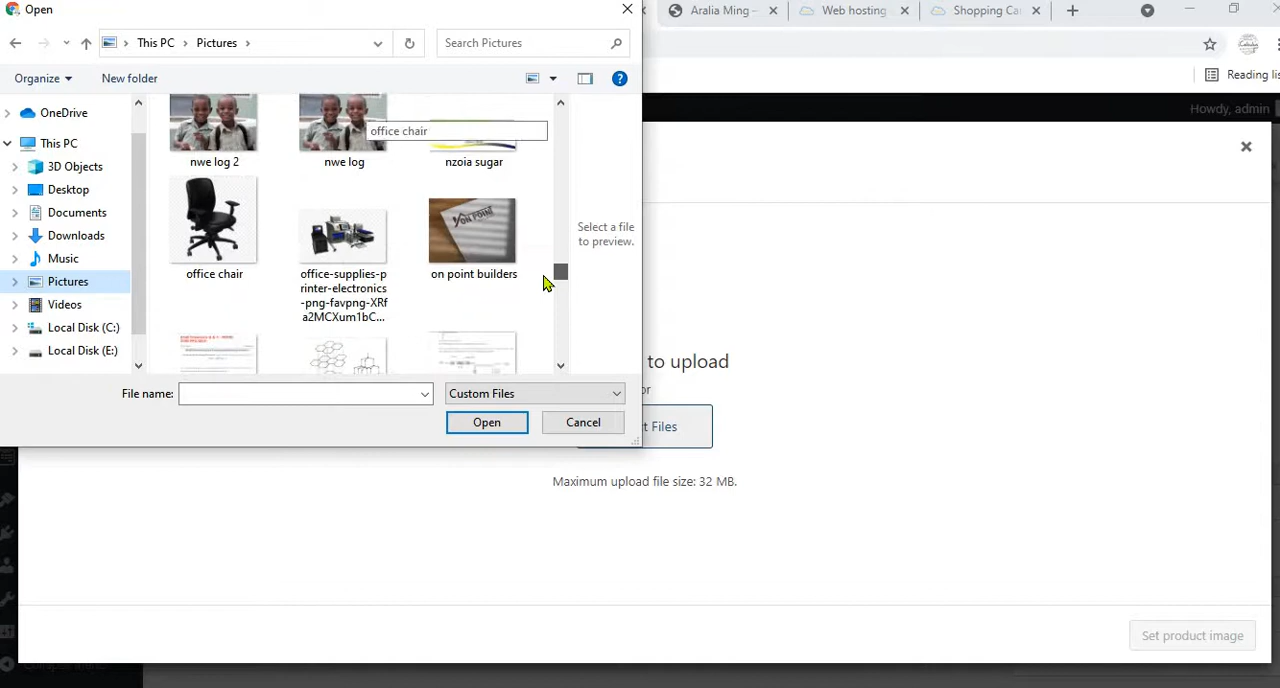 Open
Aralia Ming –
Web hosting
Shopping Ca
This PC
Pictures
Search Pictures
Reading lis
Organize
New folder
Howdy, admin
OneDrive
This PC
3D Objects
Desktop
Documents
Downloads
Music
Pictures
Videos
Local Disk (C:)
Local Disk (E:)
office chair
nwe log 2
nwe log
nzoia sugar
office chair
office-supplies-p
rinter-electronics
-png-favpng-XRf
a2MCXum1bC...
on point builders
Select a file
to preview.
File name:
Custom Files
Open
Cancel
to upload
or
t Files
Maximum upload file size: 32 MB.
Set product image